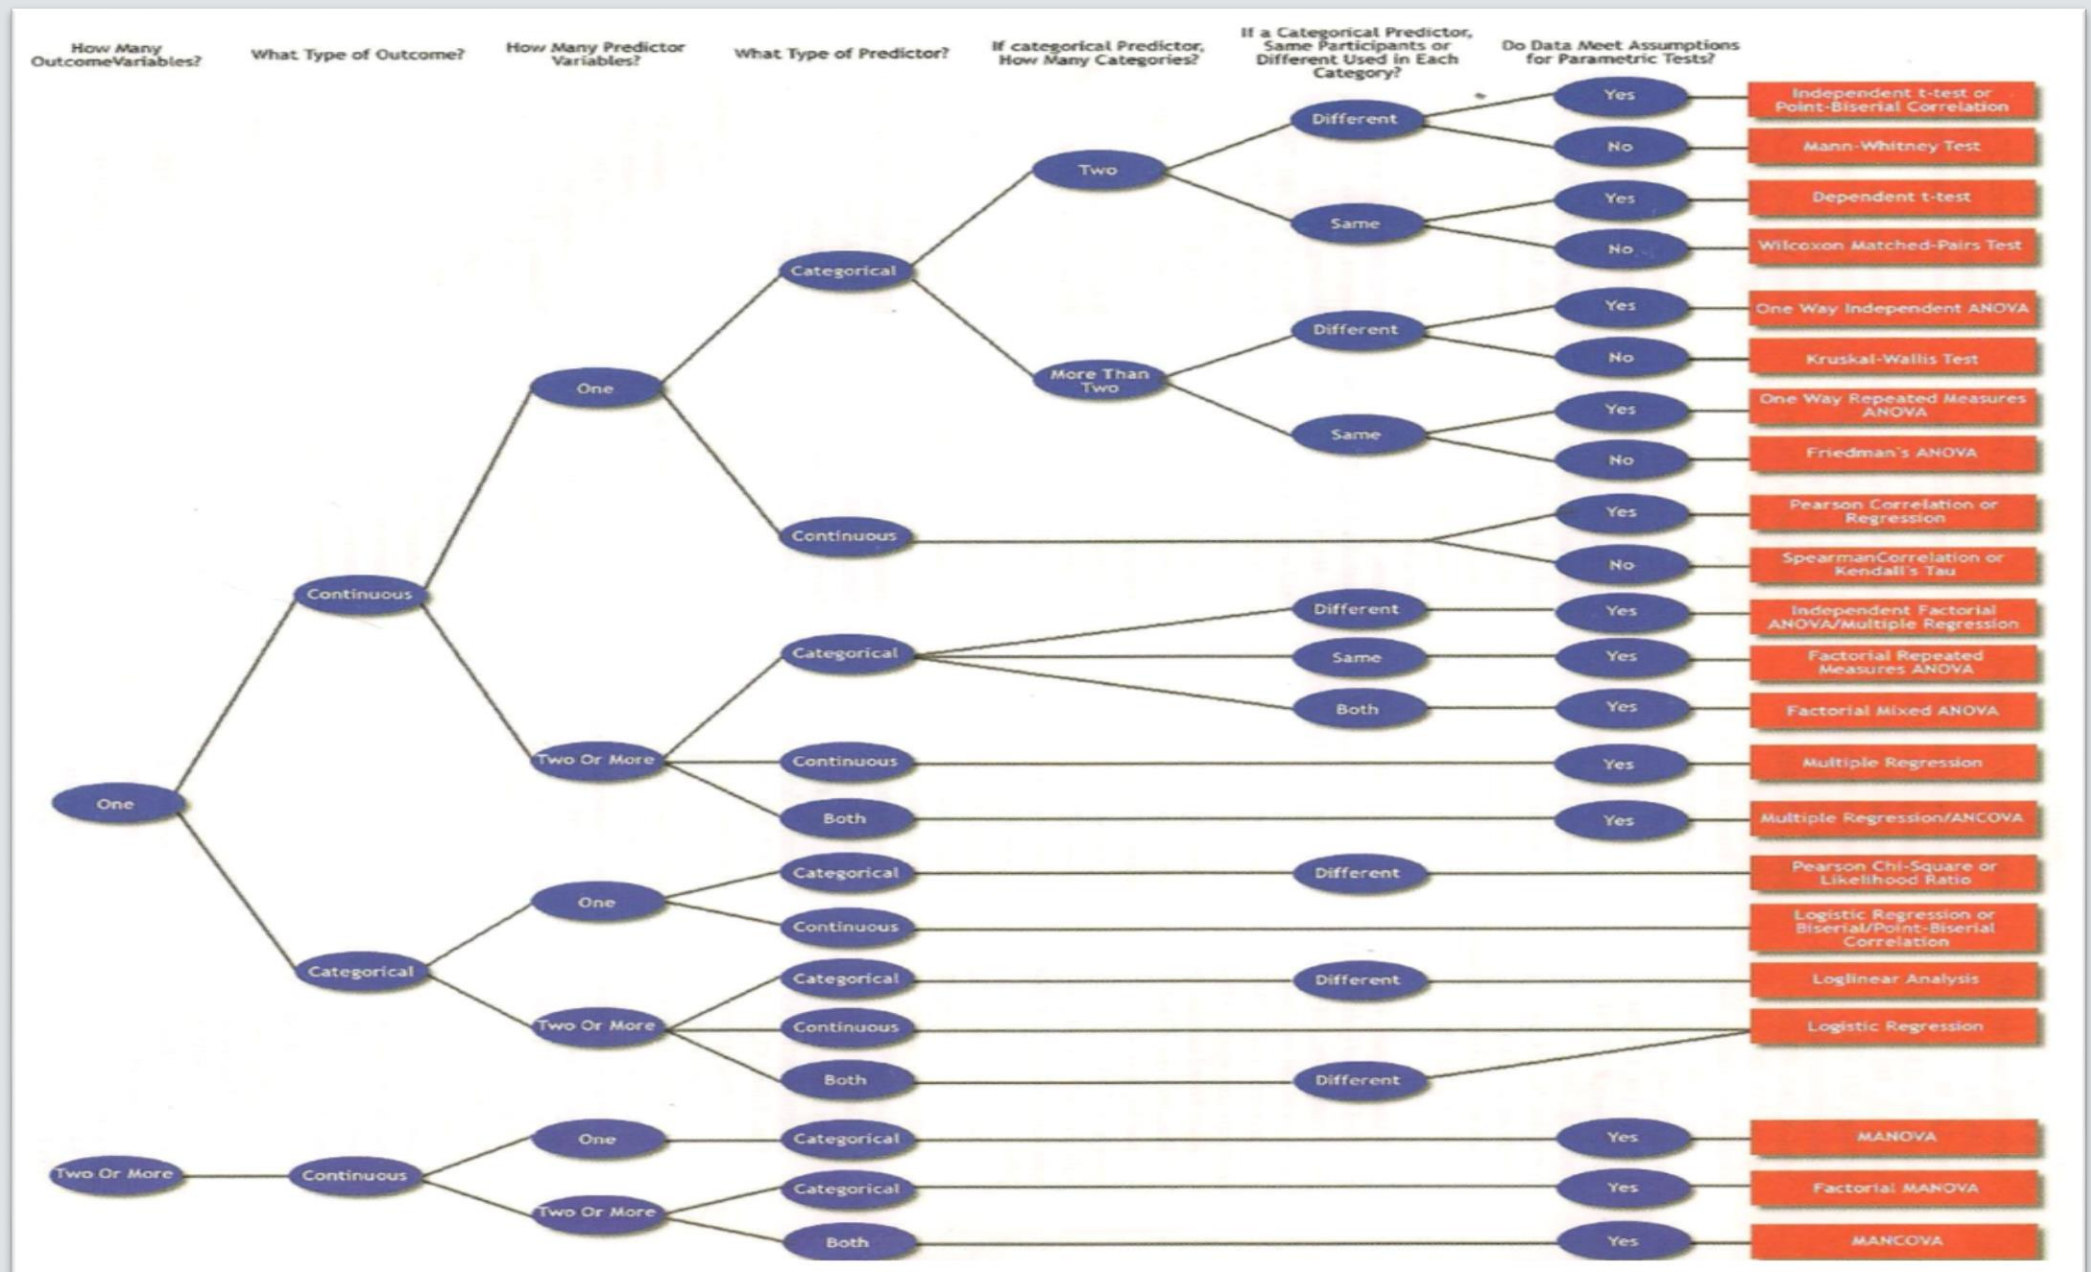 How Many
OutcomeVariables?
What Type of Outcome?
How Many Predictor
Variables?
What Type of Predictor?
If categorical Predictor,
How Many Categories?
If a Categorical Predictor,
Same Participants or
Different Used in Each
Category?
Do Data Meet Assumptions
for Parametric Tests?
One
Continuous
One
Categorical
Two
Different
Yes
Independent t-test or
Point-Biserial Correlation
No
Mann-Whitney Test
Same
Yes
Dependent t-test
No
Wilcoxon Matched-Pairs Test
More Than
Two
Different
Yes
One Way Independent ANOVA
No
Kruskal-Wallis Test
Same
Yes
One Way Repeated Measures
ANOVA
No
Friedman's ANOVA
Continuous
Yes
Pearson Correlation or
Regression
No
SpearmanCorrelation or
Kendall's Tau
Two Or More
Categorical
Different
Yes
Independent Factorial
ANOVA/Multiple Regression
Same
Yes
Factorial Repeated
Measures ANOVA
Both
Yes
Factorial Mixed ANOVA
Continuous
Yes
Multiple Regression
Both
Yes
Multiple Regression/ANCOVA
Categorical
One
Categorical
Different
Pearson Chi-Square or
Likelihood Ratio
Continuous
Logistic Regression or
Biserial/Point-Biserial
Correlation
Two Or More
Categorical
Different
Loglinear Analysis
Continuous
Logistic Regression
Both
Different
Two Or More
Continuous
One
Categorical
Yes
MANOVA
Two Or More
Categorical
Yes
Factorial MANOVA
Both
Yes
MANCOVA